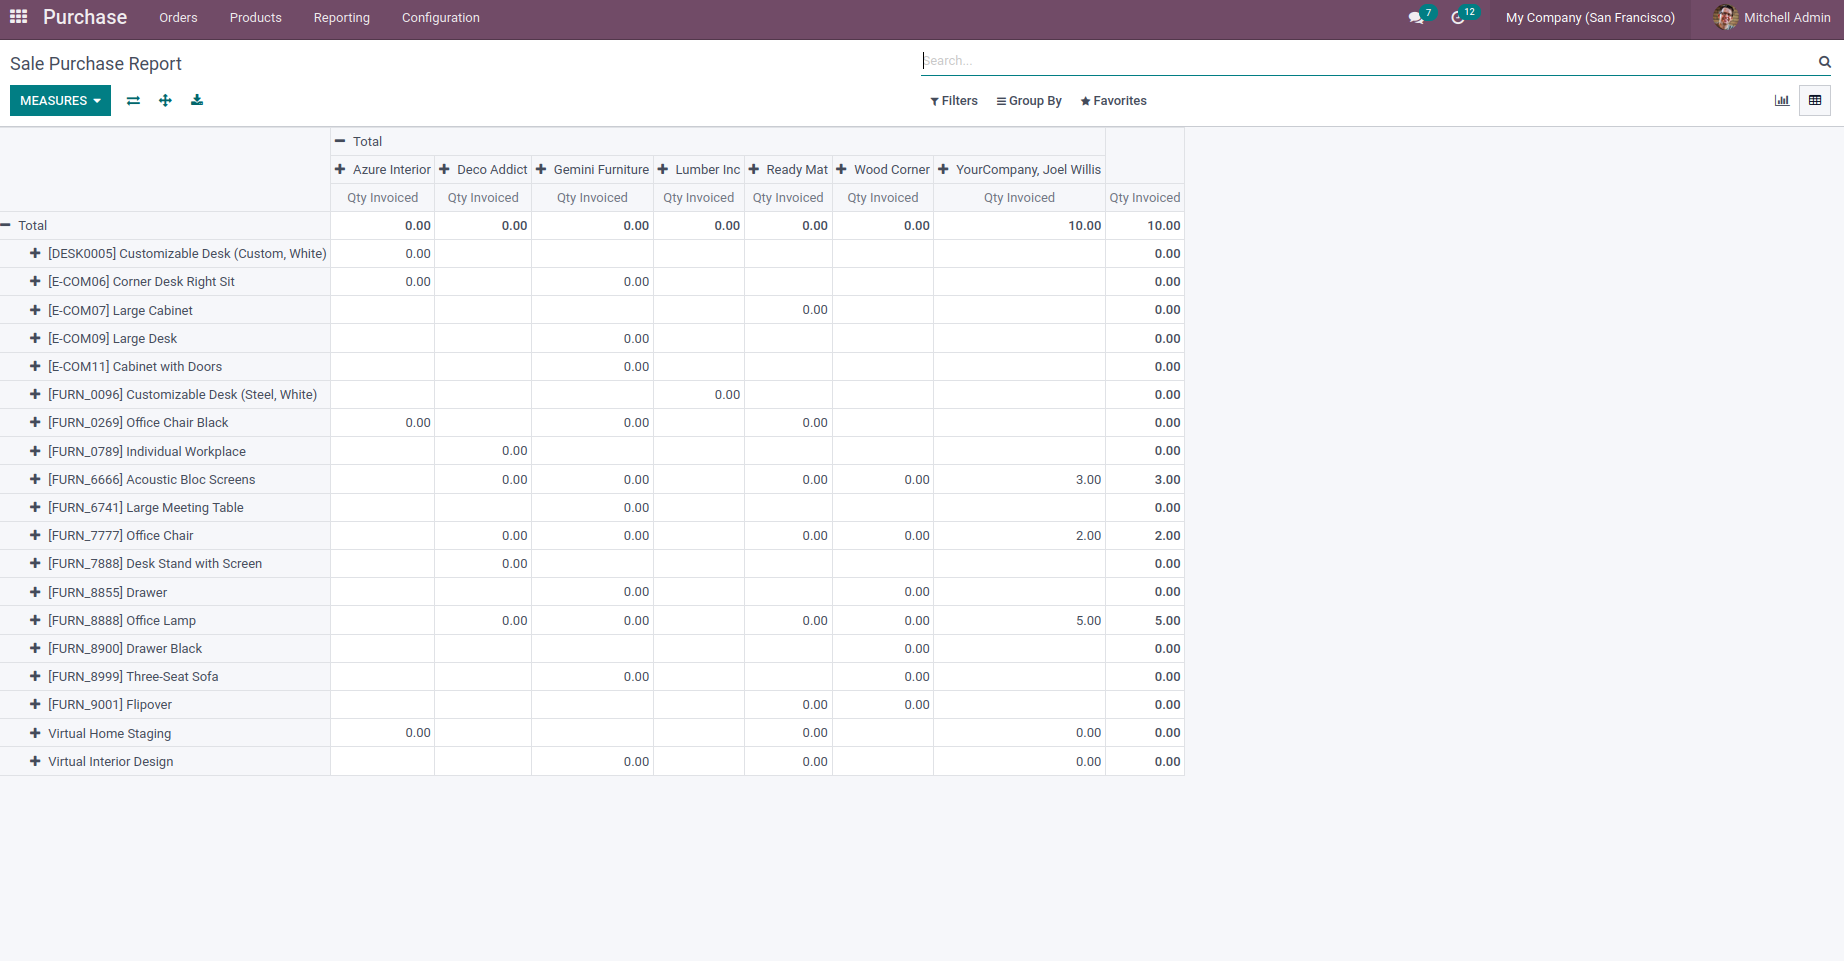 Purchase Orders Products Reporting Configuration 7 12 My Company (San Francisco) Mitchell Admin
Sale Purchase Report Search...
MEASURES Filters Group By Favorites
Total
Azure Interior Deco Addict Gemini Furniture Lumber Inc Ready Mat Wood Corner YourCompany, Joel Willis
Qty Invoiced Qty Invoiced Qty Invoiced Qty Invoiced Qty Invoiced Qty Invoiced Qty Invoiced Qty Invoiced
Total 0.00 0.00 0.00 0.00 0.00 0.00 10.00 10.00
[DESK0005] Customizable Desk (Custom, White) 0.00 0.00
[E-COM06] Corner Desk Right Sit 0.00 0.00 0.00
[E-COM07] Large Cabinet 0.00 0.00
[E-COM09] Large Desk 0.00 0.00
[E-COM11] Cabinet with Doors 0.00 0.00
[FURN_0096] Customizable Desk (Steel, White) 0.00 0.00
[FURN_0269] Office Chair Black 0.00 0.00 0.00 0.00
[FURN_0789] Individual Workplace 0.00 0.00
[FURN_6666] Acoustic Bloc Screens 0.00 0.00 0.00 0.00 3.00 3.00
[FURN_6741] Large Meeting Table 0.00 0.00
[FURN_7777] Office Chair 0.00 0.00 0.00 0.00 2.00 2.00
[FURN_7888] Desk Stand with Screen 0.00 0.00
[FURN_8855] Drawer 0.00 0.00 0.00
[FURN_8888] Office Lamp 0.00 0.00 0.00 0.00 5.00 5.00
[FURN_8900] Drawer Black 0.00 0.00
[FURN_8999] Three-Seat Sofa 0.00 0.00 0.00
[FURN_9001] Flipover 0.00 0.00 0.00
Virtual Home Staging 0.00 0.00 0.00 0.00
Virtual Interior Design 0.00 0.00 0.00 0.00